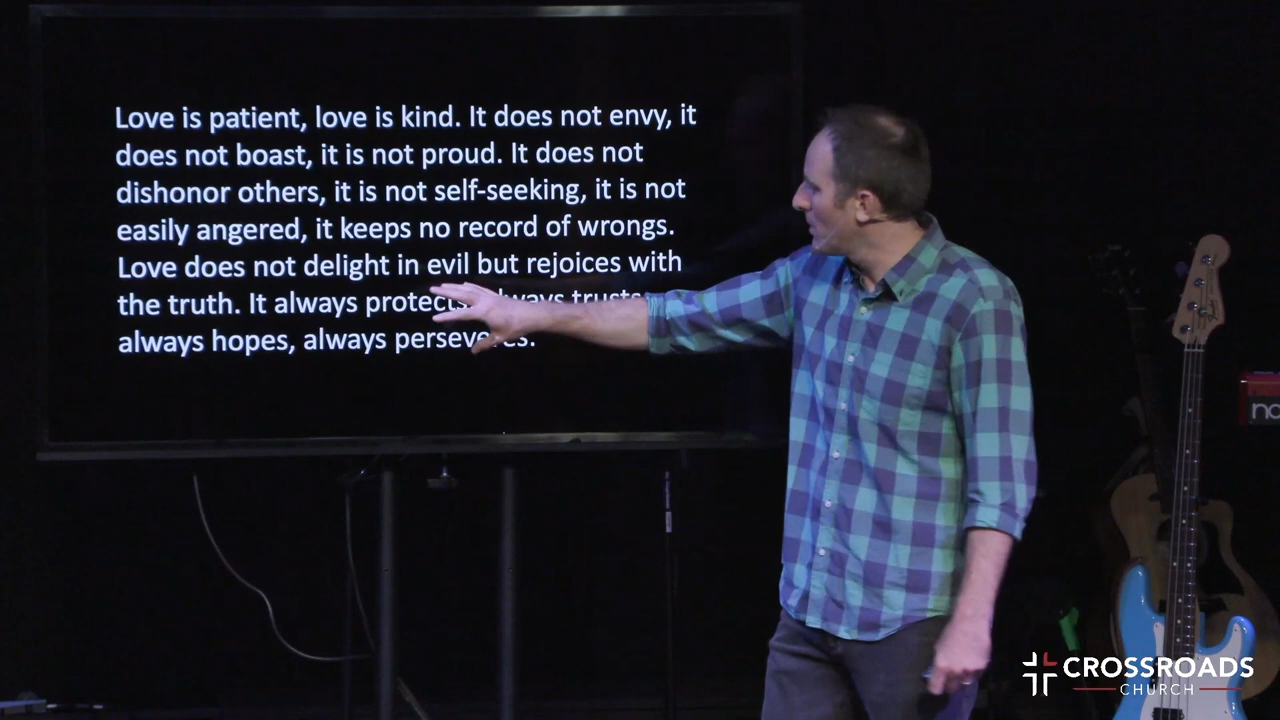 Love is patient, love is kind. It does not envy, it
does not boast, it is not proud. It does not
dishonor others, it is not self-seeking, it is not
easily angered, it keeps no record of wrongs.
Love does not delight in evil but rejoices with
the truth. It always protects, always trusts,
always hopes, always perseveres.
CROSSROADS
CHURCH